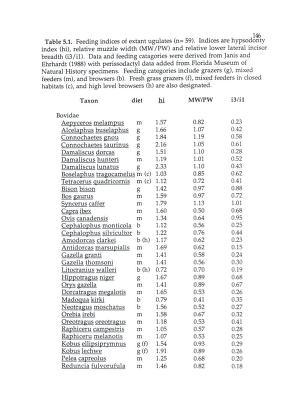 146
Table 5.1. Feeding indices of extant ugulates (n= 59). Indices are hypsodonty
index (hi), relative muzzle width (MW/PW) and relative lower lateral incisor
breadth (i3/i1). Data and feeding catagories were derived from Janis and
Ehrhardt (1988) with perissodactyl data added from Florida Museum of
Natural History specimens. Feeding catagories include grazers (g), mixed
feeders (m), and browsers (b). Fresh grass grazers (f), mixed feeders in closed
habitats (c), and high level browsers (h) are also designated.
Taxon diet hi MW/PW i3/i1
Bovidae
Aepyceros melampus m 1.57 0.82 0.23
Alcelaphus buselaphus g 1.66 1.07 0.42
Connochaetes gnou g 1.84 1.19 0.58
Connochaetes taurinus g 2.16 1.05 0.61
Damaliscus dorcas g 1.51 1.10 0.28
Damaliscus hunteri m 1.19 1.01 0.52
Damaliscus lunatus g 2.33 1.10 0.43
Boselaphus tragocamelus m (c) 1.03 0.85 0.62
Tetracerus quadricornis m (c) 1.12 0.72 0.41
Bison bison g 1.42 0.97 0.88
Bos gaurus m 1.59 0.97 0.72
Syncerus caffer m 1.79 1.13 1.01
Capra ibex m 1.60 0.50 0.68
Ovis canadensis m 1.34 0.64 0.95
Cephalophus monticola b 1.12 0.56 0.25
Cephalophus silvicultor b 1.22 0.76 0.44
Amodorcas clarkei b (h) 1.17 0.62 0.23
Antidorcas marsupialis m 1.69 0.62 0.15
Gazella granti m 1.41 0.58 0.24
Gazella thomsoni m 1.41 0.56 0.30
Litocranius walleri b (h) 0.72 0.70 0.19
Hippotragus niger g 1.67 0.89 0.68
Oryx gazella g 1.41 0.89 0.67
Dorcatragus megalotis m 1.65 0.53 0.26
Madoqua kirki b 0.79 0.41 0.35
Neotragus moschatus b 1.56 0.52 0.27
Orebia irebi m 1.58 0.67 0.32
Oreotragus oreotragus m 1.18 0.53 0.41
Raphiceru campestris m 1.05 0.57 0.28
Raphiceru melanotis m 1.07 0.53 0.25
Kobus ellipsiprymnus g (f) 1.54 0.93 0.29
Kobus lechwe g (f) 1.91 0.89 0.26
Pelea capreolus m 1.25 0.68 0.20
Reduncia fulvorufula m 1.46 0.82 0.18